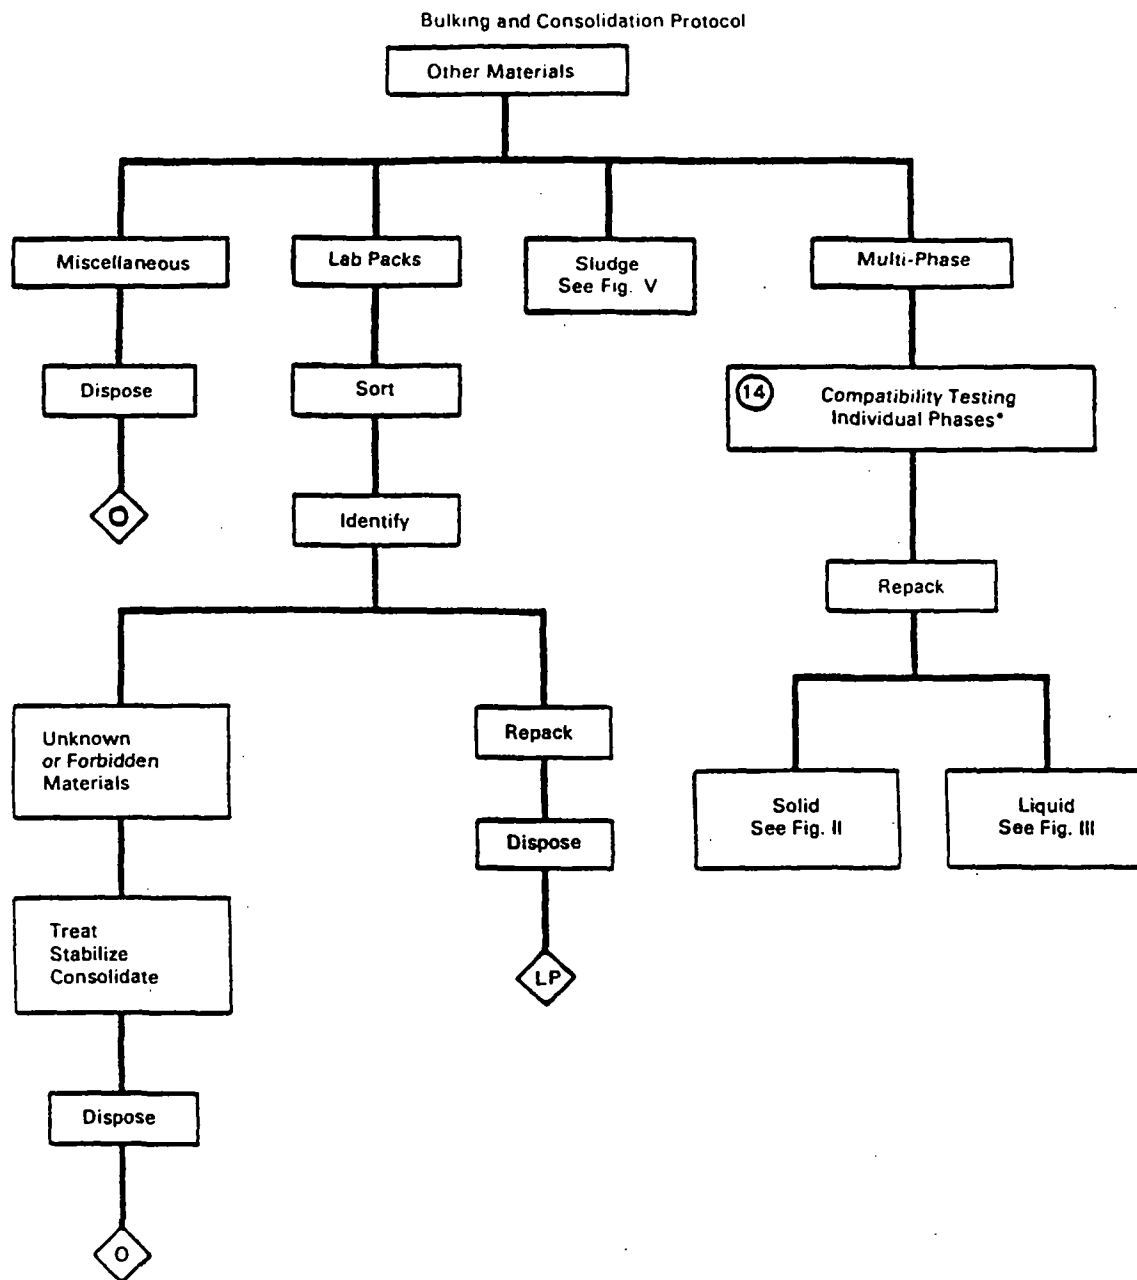 Bulking and Consolidation Protocol
Other Materials
Miscellaneous
Lab Packs
Sludge
See Fig. V
Multi-Phase
Dispose
Sort
14
Compatibility Testing
Individual Phases*
O
Identify
Repack
Unknown
or Forbidden
Materials
Repack
Solid
See Fig. II
Liquid
See Fig. III
Dispose
Treat
Stabilize
Consolidate
LP
Dispose
O